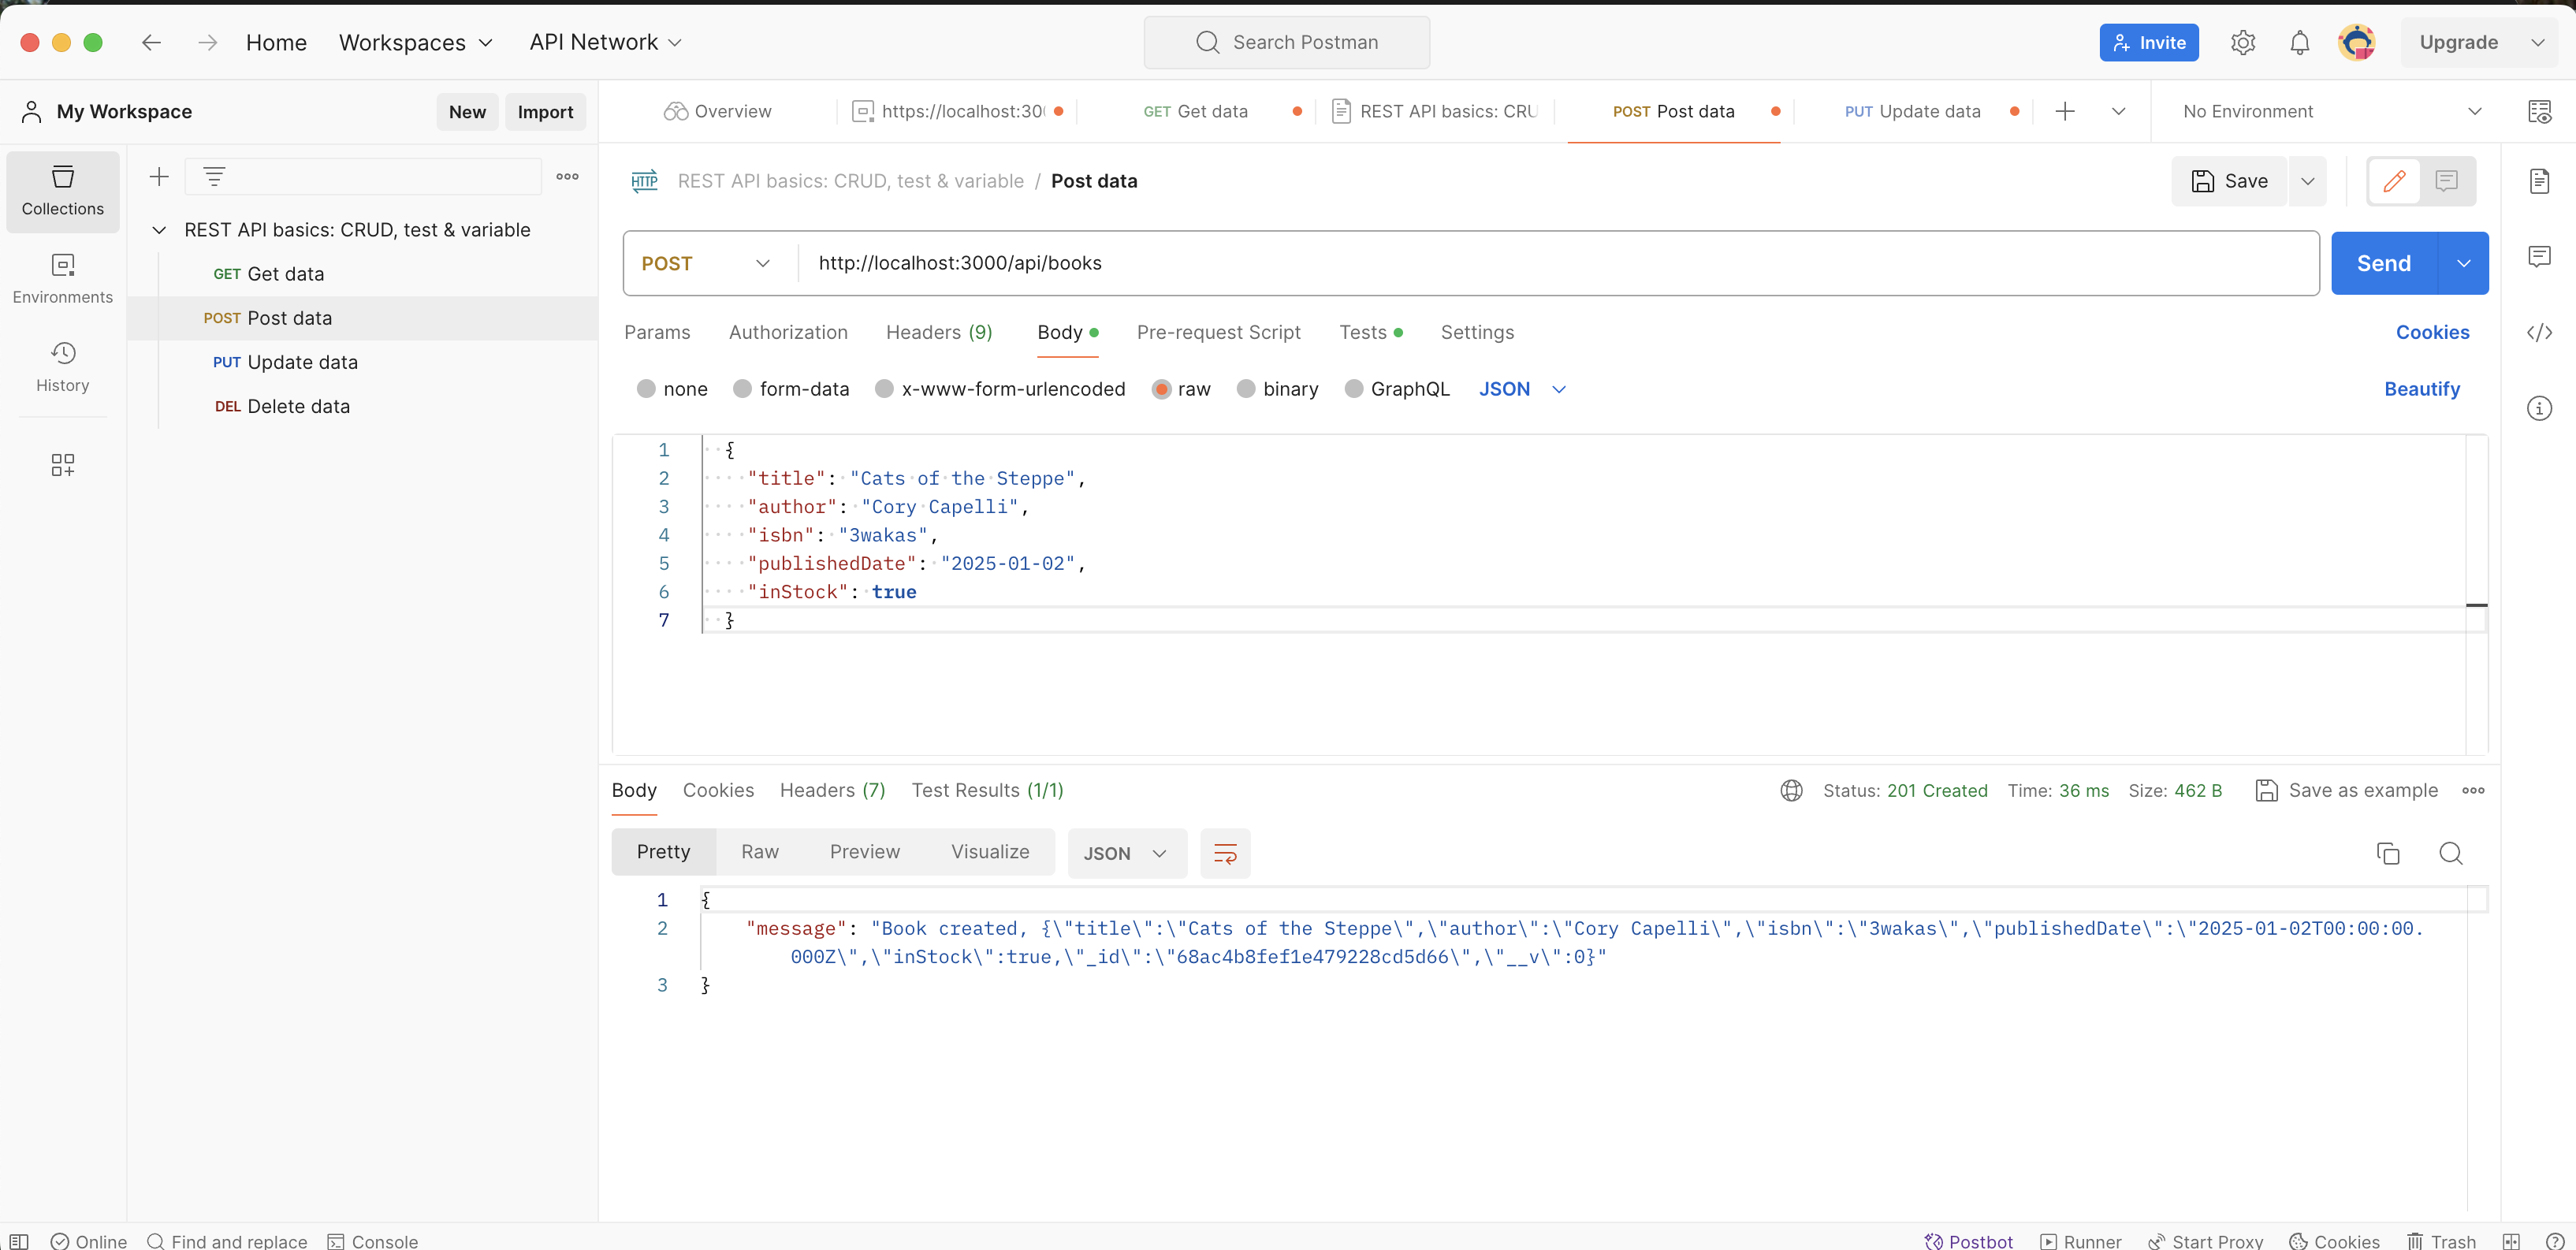 Home Workspaces API Network Search Postman Invite Upgrade
My Workspace New Import
Overview https://localhost:30 GET Get data REST API basics: CRU POST Post data PUT Update data No Environment
Collections
Environments
History
REST API basics: CRUD, test & variable
GET Get data
POST Post data
PUT Update data
DEL Delete data
HTTP REST API basics: CRUD, test & variable / Post data Save
POST http://localhost:3000/api/books Send
Params Authorization Headers (9) Body Pre-request Script Tests Settings Cookies
none form-data x-www-form-urlencoded raw binary GraphQL JSON Beautify
1 {
2 "title": "Cats of the Steppe",
3 "author": "Cory Capelli",
4 "isbn": "3wakas",
5 "publishedDate": "2025-01-02",
6 "inStock": true
7 }
Body Cookies Headers (7) Test Results (1/1) Status: 201 Created Time: 36 ms Size: 462 B Save as example
Pretty Raw Preview Visualize JSON
1 {
2 "message": "Book created, {\"title\":\"Cats of the Steppe\",\"author\":\"Cory Capelli\",\"isbn\":\"3wakas\",\"publishedDate\":\"2025-01-02T00:00:00.
000Z\",\"inStock\":true,\"_id\":\"68ac4b8fef1e479228cd5d66\",\"__v\":0}"
3 }
Online Find and replace Console Postbot Runner Start Proxy Cookies Trash